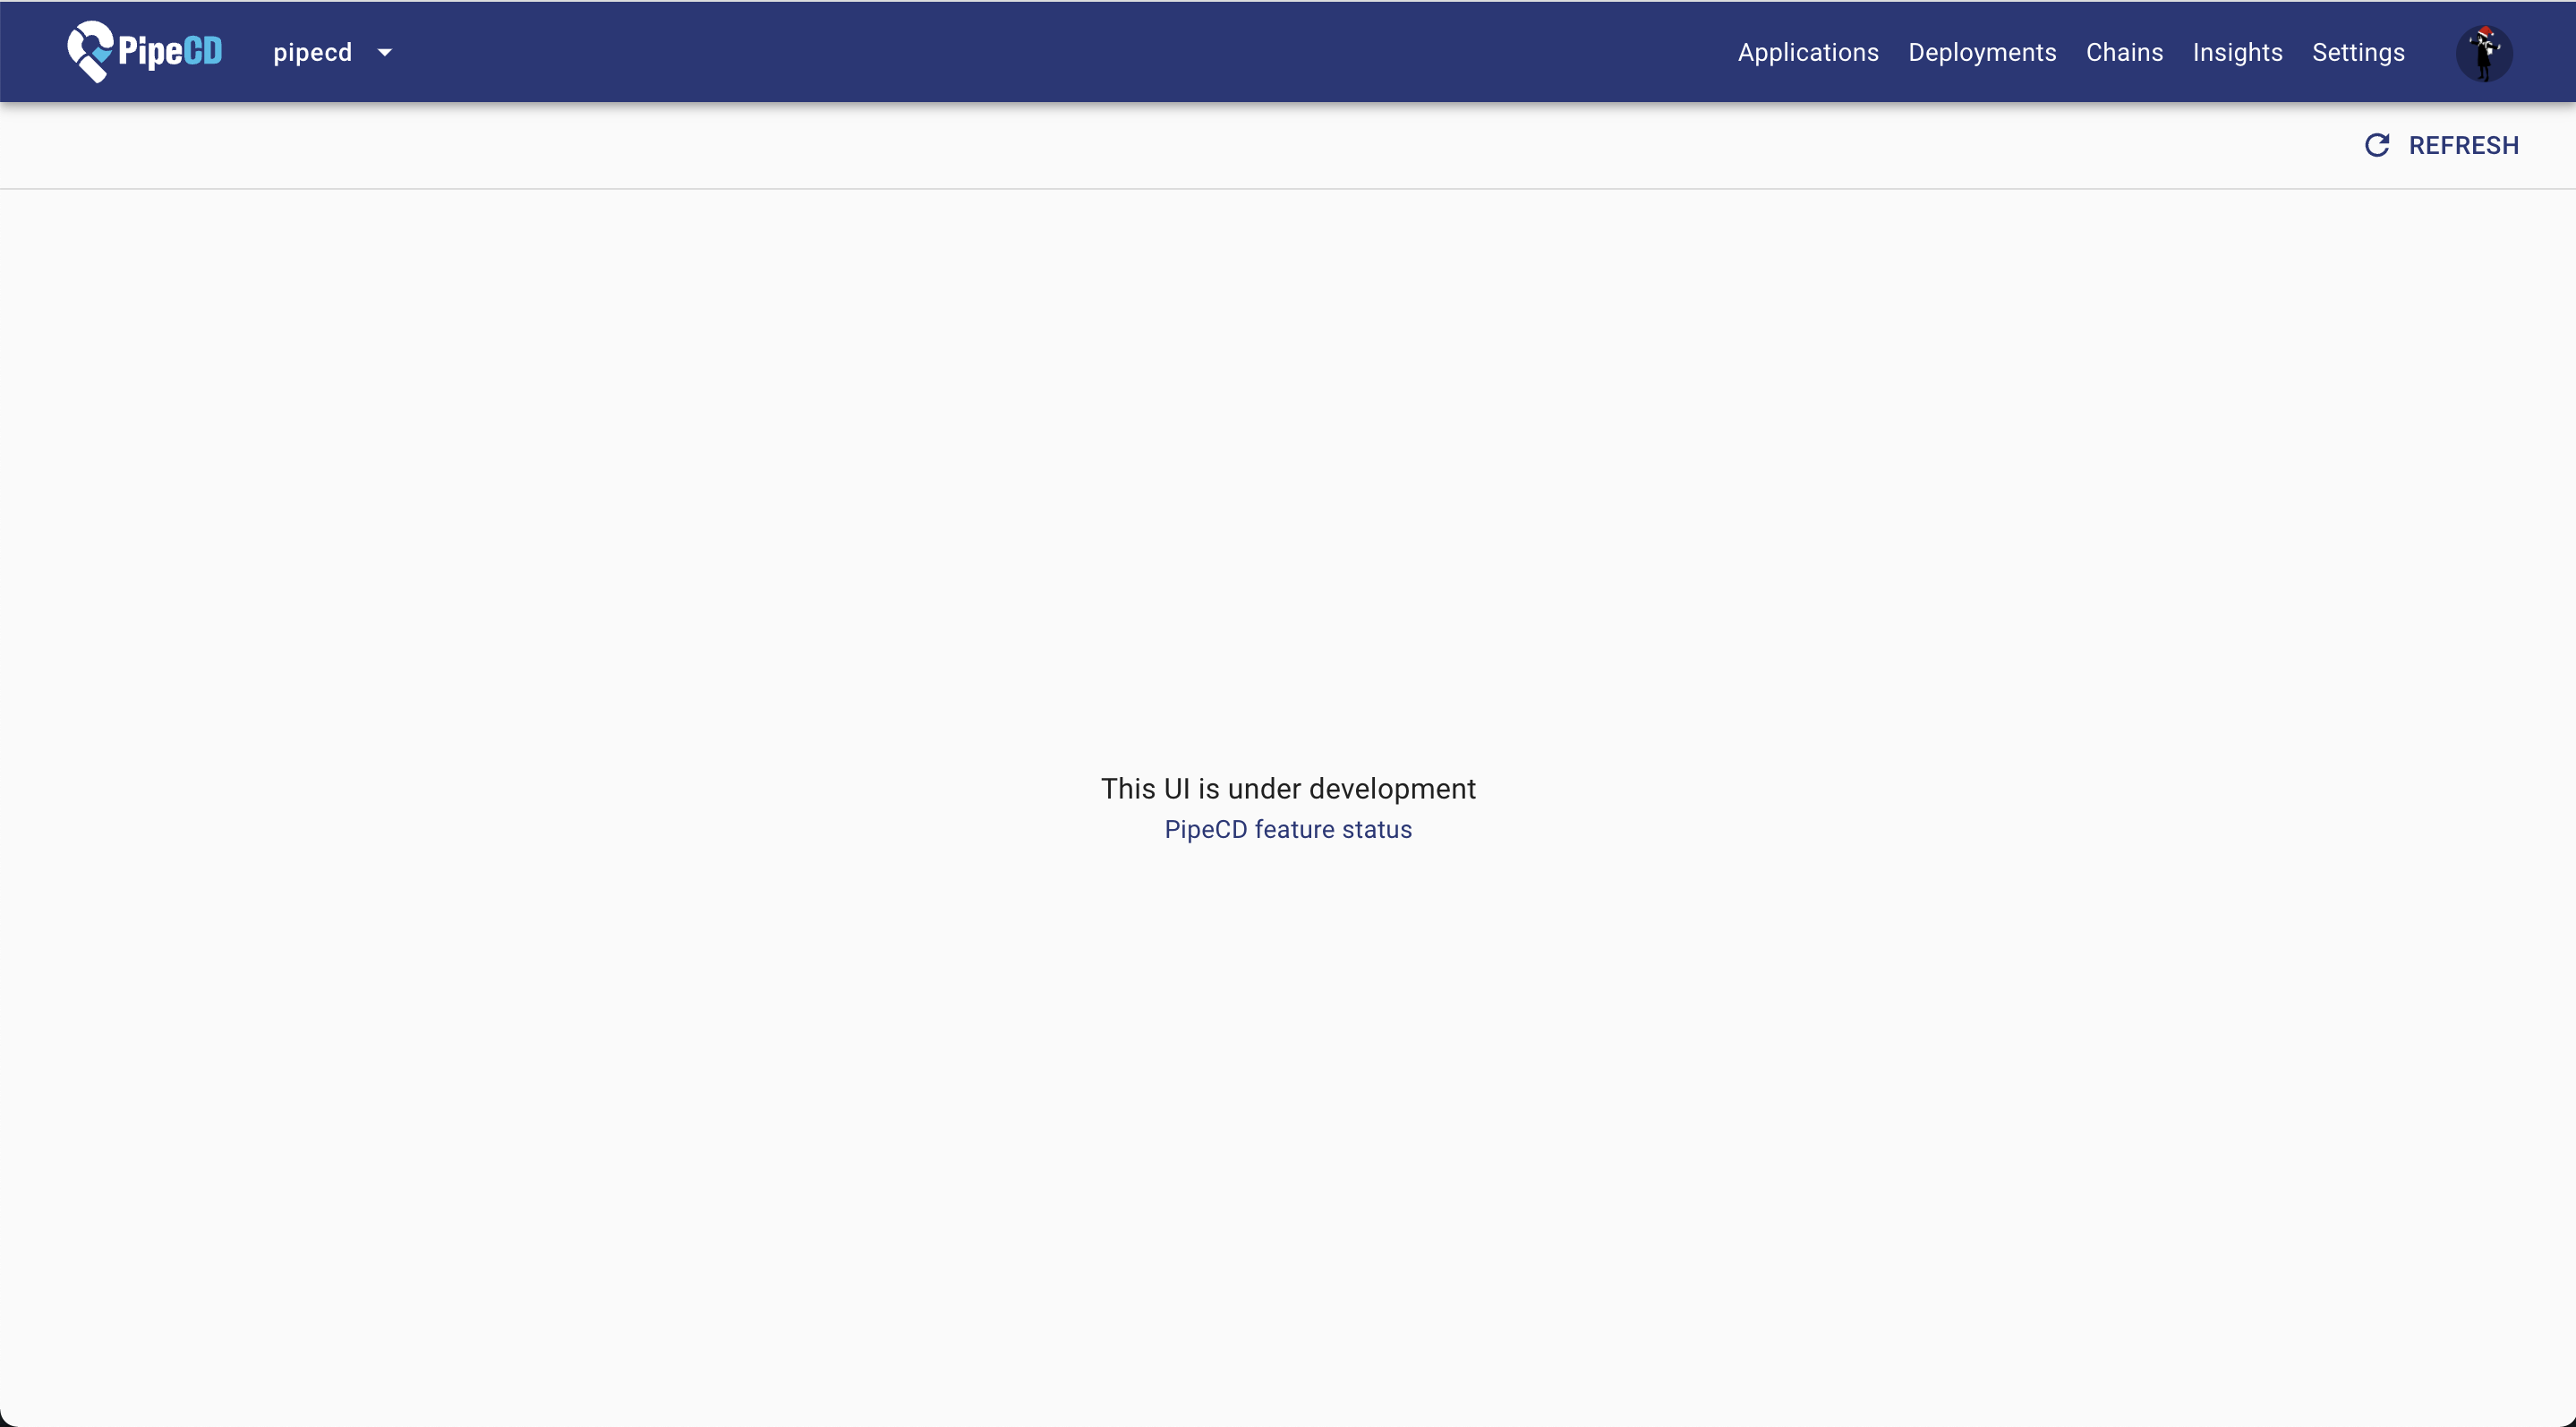 PipeCD pipecd Applications Deployments Chains Insights Settings
REFRESH
This UI is under development
PipeCD feature status